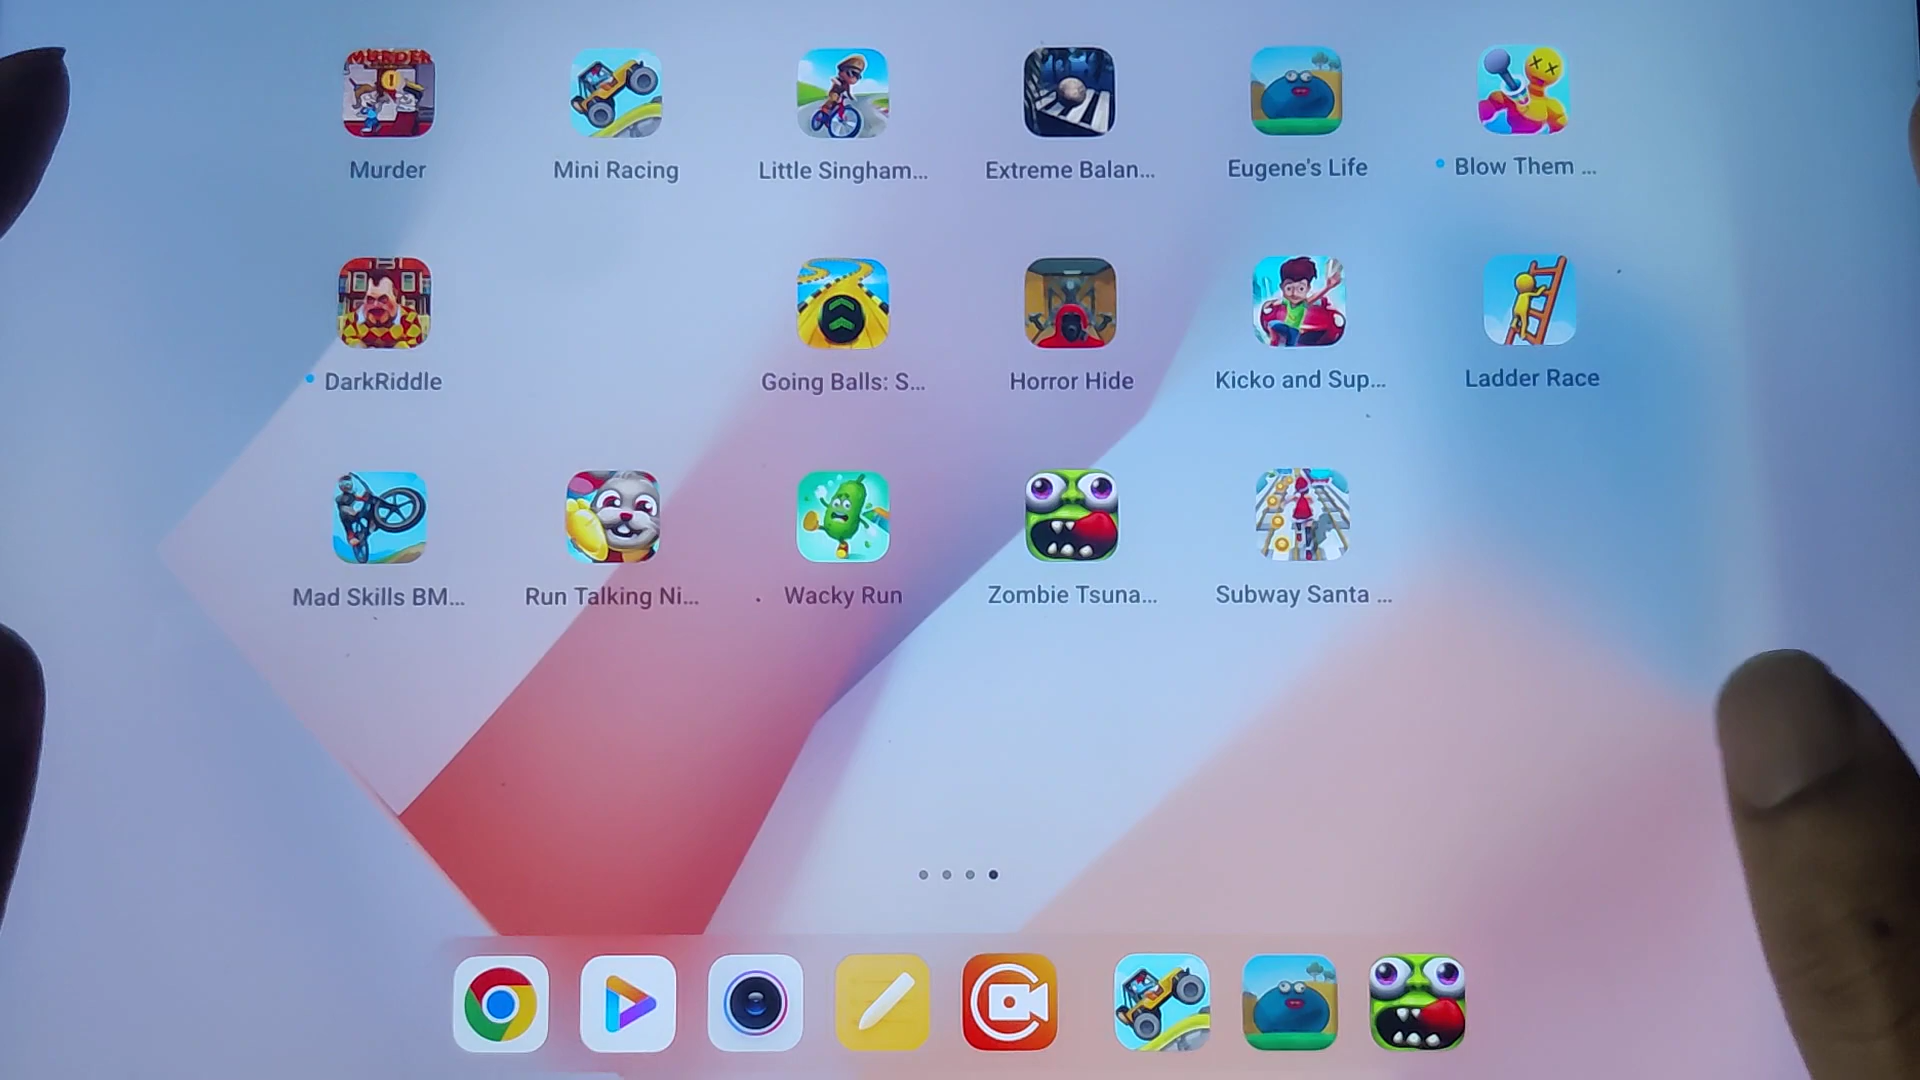 MURDER
Murder
Mini Racing
Little Singham...
Extreme Balan...
Eugene's Life
Blow Them ...
DarkRiddle
Going Balls: S...
Horror Hide
Kicko and Sup...
Ladder Race
Mad Skills BM...
Run Talking Ni...
Wacky Run
Zombie Tsuna...
Subway Santa ...